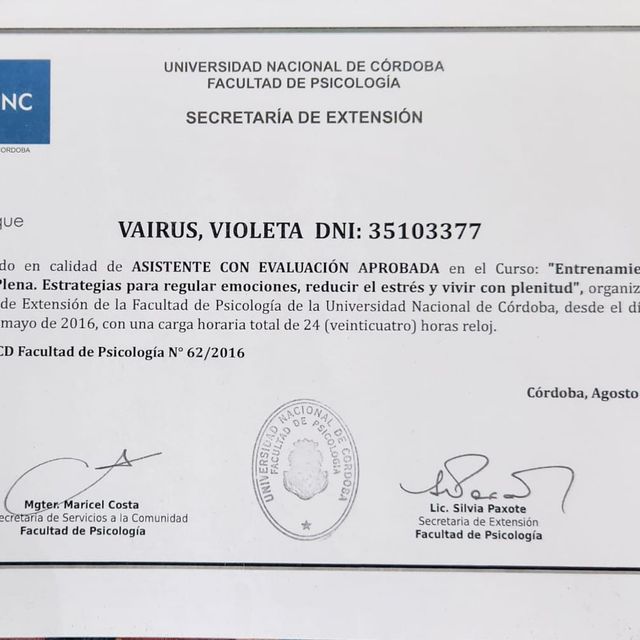 UNIVERSIDAD NACIONAL DE CÓRDOBA
FACULTAD DE PSICOLOGÍA
SECRETARÍA DE EXTENSIÓN
NC
CORDOBA
que
VAIRUS, VIOLETA DNI: 35103377
do en calidad de ASISTENTE CON EVALUACIÓN APROBADA en el Curso: "Entrenamie
Plena. Estrategias para regular emociones, reducir el estrés y vivir con plenitud", organiz
de Extensión de la Facultad de Psicología de la Universidad Nacional de Córdoba, desde el dí
mayo de 2016, con una carga horaria total de 24 (veinticuatro) horas reloj.
CD Facultad de Psicología N° 62/2016
Córdoba, Agosto
UNIVERSIDAD NACIONAL DE CORDOBA
FACULTAD DE PSICOLOGIA
Mgter. Maricel Costa
ecretaria de Servicios a la Comunidad
Facultad de Psicología
Lic. Silvia Paxote
Secretaria de Extensión
Facultad de Psicología